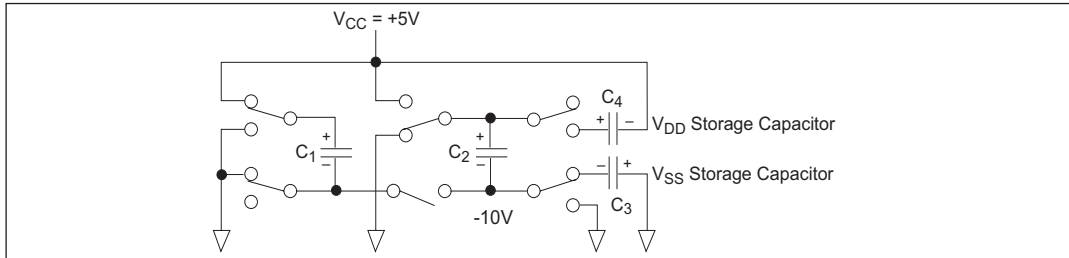 V_CC = +5V
C_4
+ –
V_DD Storage Capacitor
+
C_1
–
+
C_2
–
– +
V_SS Storage Capacitor
C_3
-10V